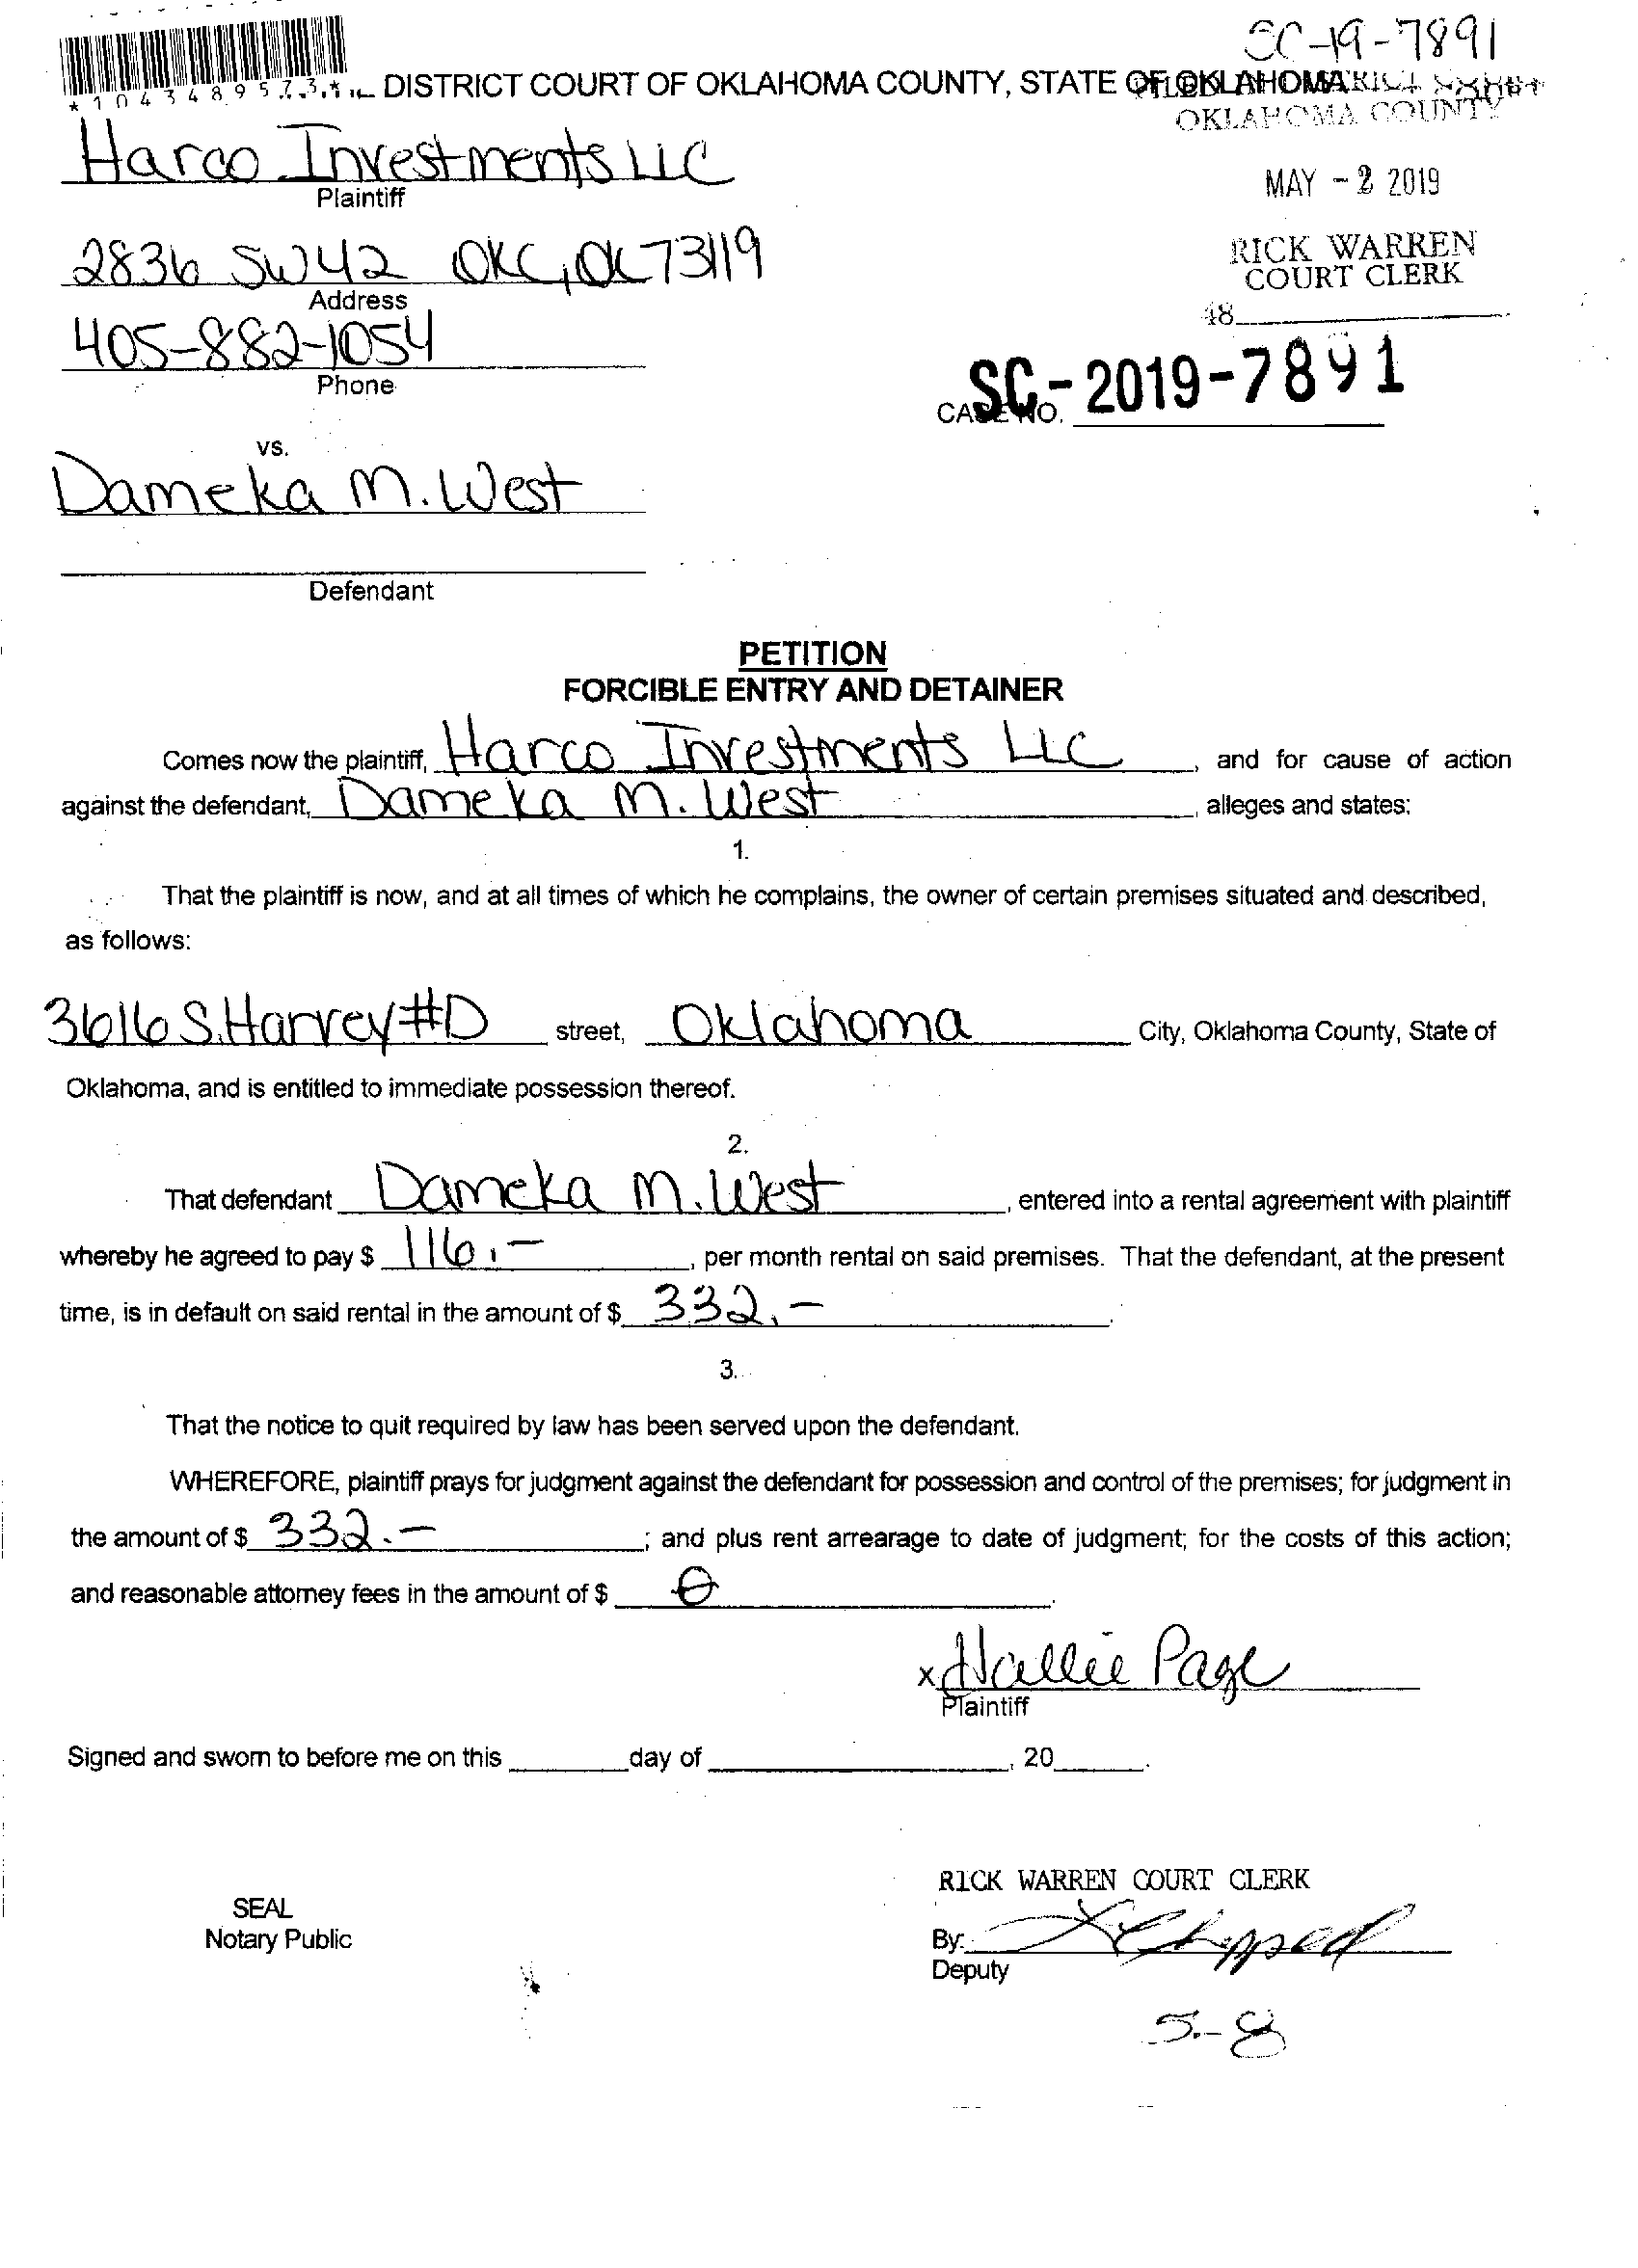 SC-19-7891
*1043489573* DISTRICT COURT OF OKLAHOMA COUNTY, STATE OF OKLAHOMA
OKLAHOMA COUNTY
Harco Investments LLC
Plaintiff
MAY - 2 2019
2836 SW 42 OKC, OK 73119
Address
RICK WARREN
COURT CLERK
48
405-882-1054
Phone
CASE NO. SC-2019-7891
vs.
Dameka M. West
Defendant
PETITION
FORCIBLE ENTRY AND DETAINER
Comes now the plaintiff, Harco Investments LLC, and for cause of action
against the defendant, Dameka M. West, alleges and states:
1.
That the plaintiff is now, and at all times of which he complains, the owner of certain premises situated and described,
as follows:
3616 S. Harvey #D street, Oklahoma City, Oklahoma County, State of
Oklahoma, and is entitled to immediate possession thereof.
2.
That defendant Dameka M. West, entered into a rental agreement with plaintiff
whereby he agreed to pay $ 116.-, per month rental on said premises. That the defendant, at the present
time, is in default on said rental in the amount of $ 332.-.
3.
That the notice to quit required by law has been served upon the defendant.
WHEREFORE, plaintiff prays for judgment against the defendant for possession and control of the premises; for judgment in
the amount of $ 332.-; and plus rent arrearage to date of judgment; for the costs of this action;
and reasonable attorney fees in the amount of $ 0.
x Hallie Page
Plaintiff
Signed and sworn to before me on this ______ day of ______, 20____.
RICK WARREN COURT CLERK
SEAL
Notary Public
By:
Deputy
5-8